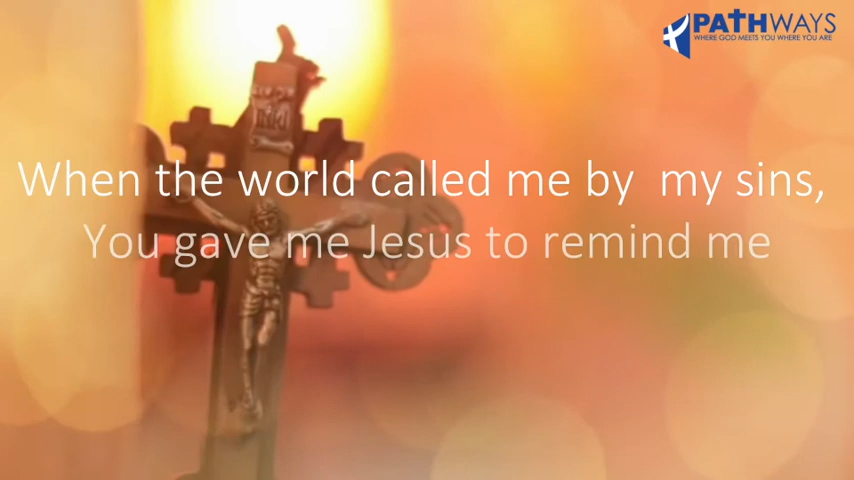 PATHWAYS
WHERE GOD MEETS YOU WHERE YOU ARE
INRI
When the world called me by  my sins,
You gave me Jesus to remind me